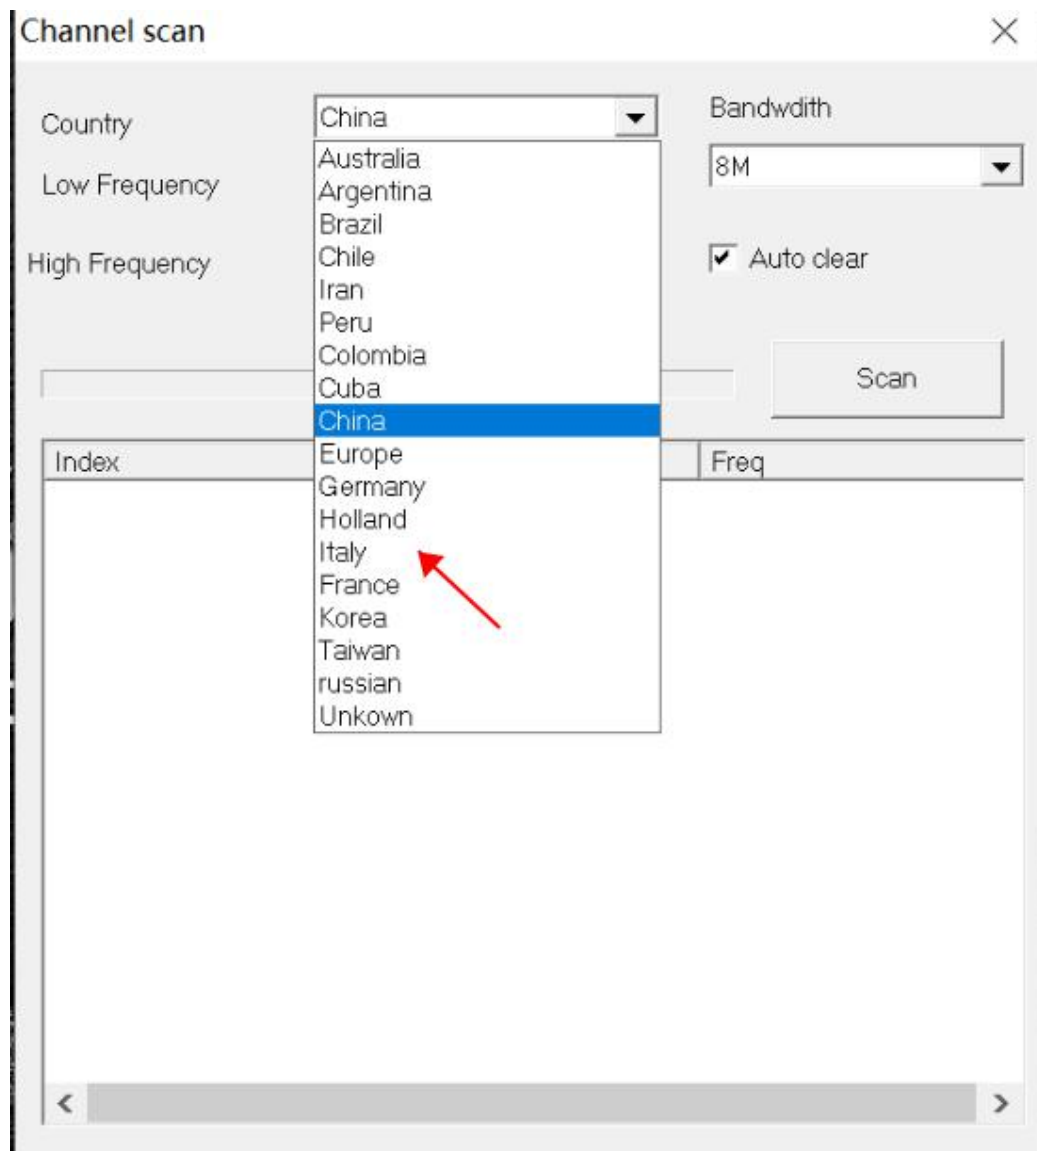 Channel scan
Country
China
Bandwdith
Low Frequency
8M
High Frequency
Auto clear
Australia
Argentina
Brazil
Chile
Iran
Peru
Colombia
Cuba
China
Europe
Germany
Holland
Italy
France
Korea
Taiwan
russian
Unkown
Scan
Index
Freq